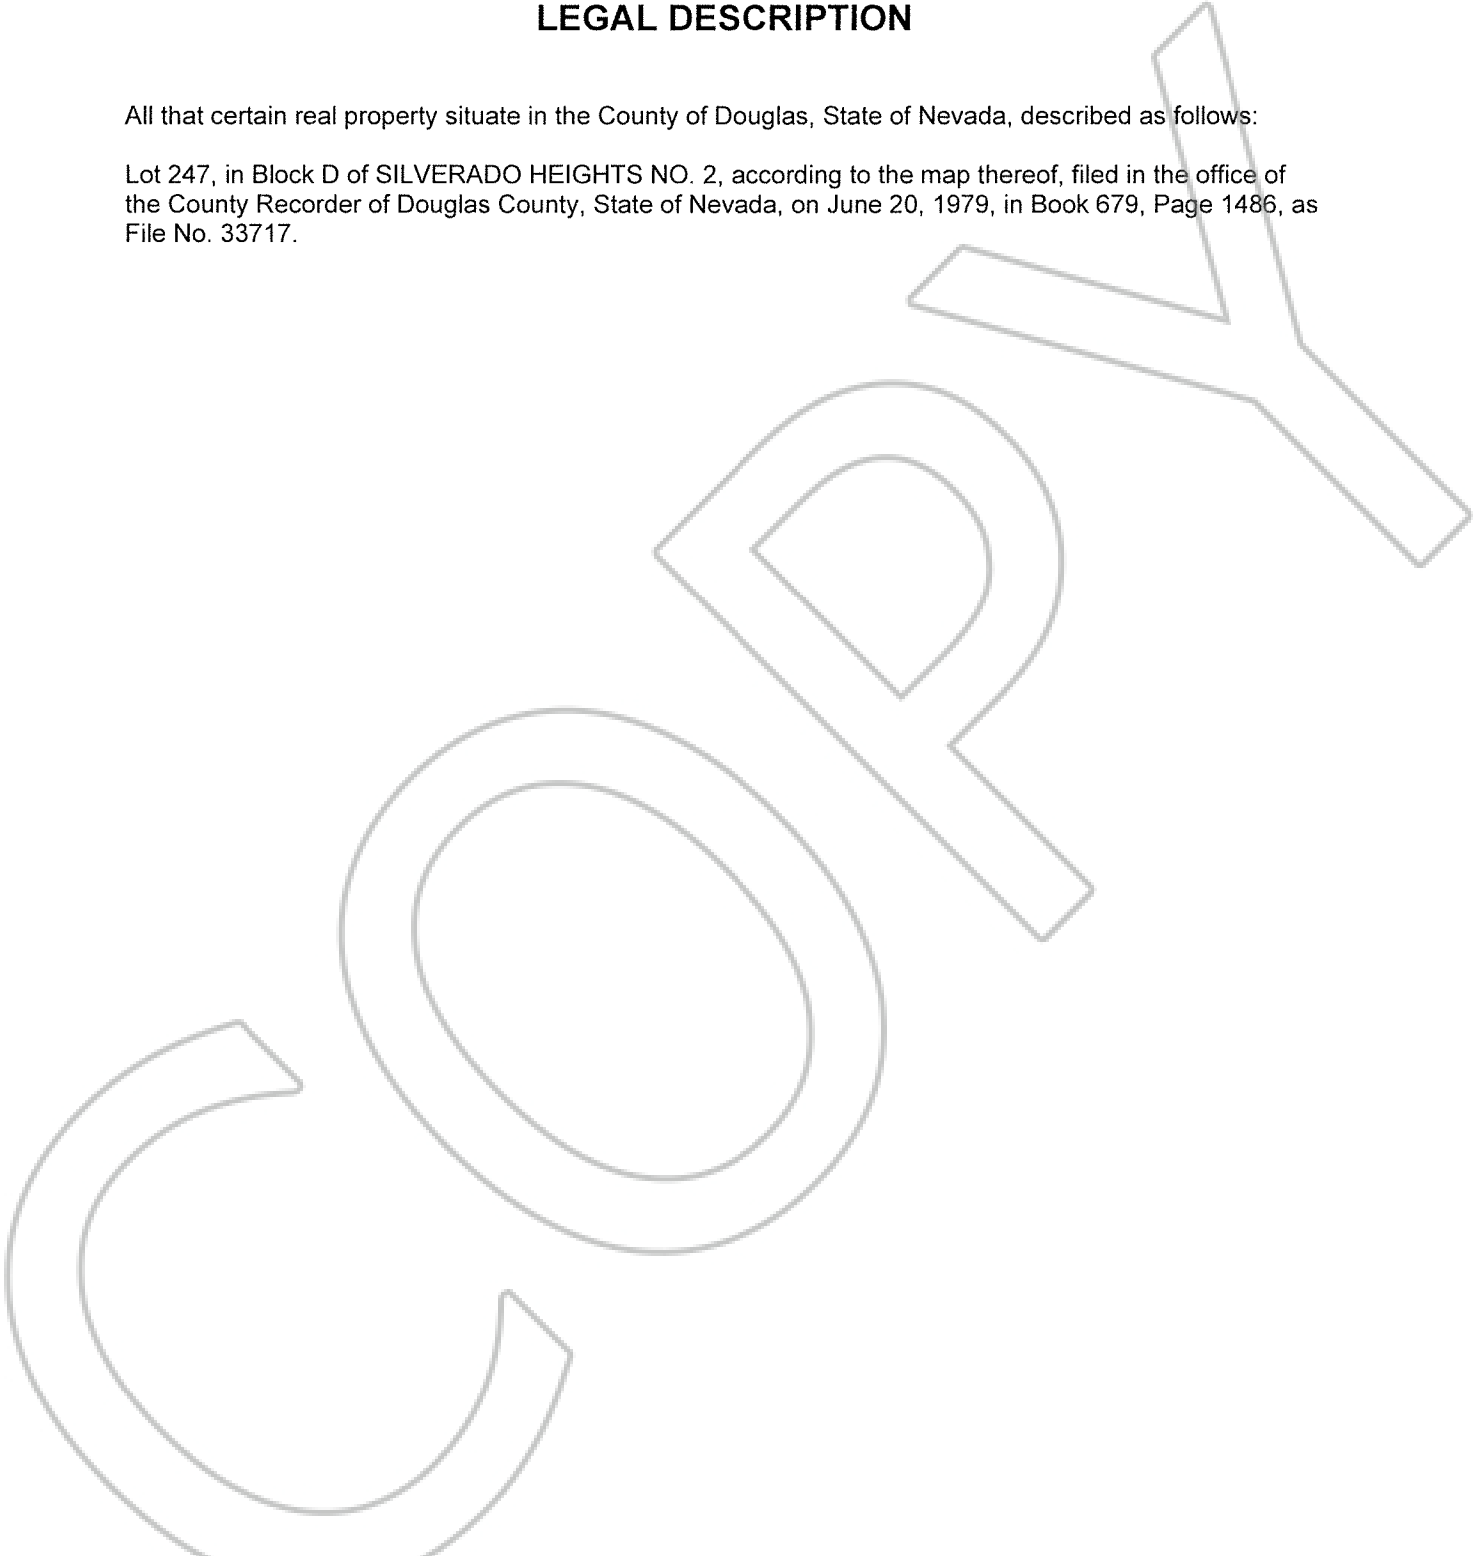 LEGAL DESCRIPTION
All that certain real property situate in the County of Douglas, State of Nevada, described as follows:
Lot 247, in Block D of SILVERADO HEIGHTS NO. 2, according to the map thereof, filed in the office of
the County Recorder of Douglas County, State of Nevada, on June 20, 1979, in Book 679, Page 1486, as
File No. 33717.
COPY